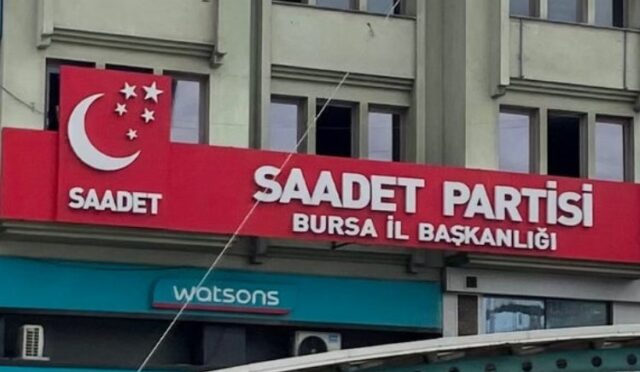 SAADET
SAADET PARTİSİ
BURSA İL BAŞKANLIĞI
watsons